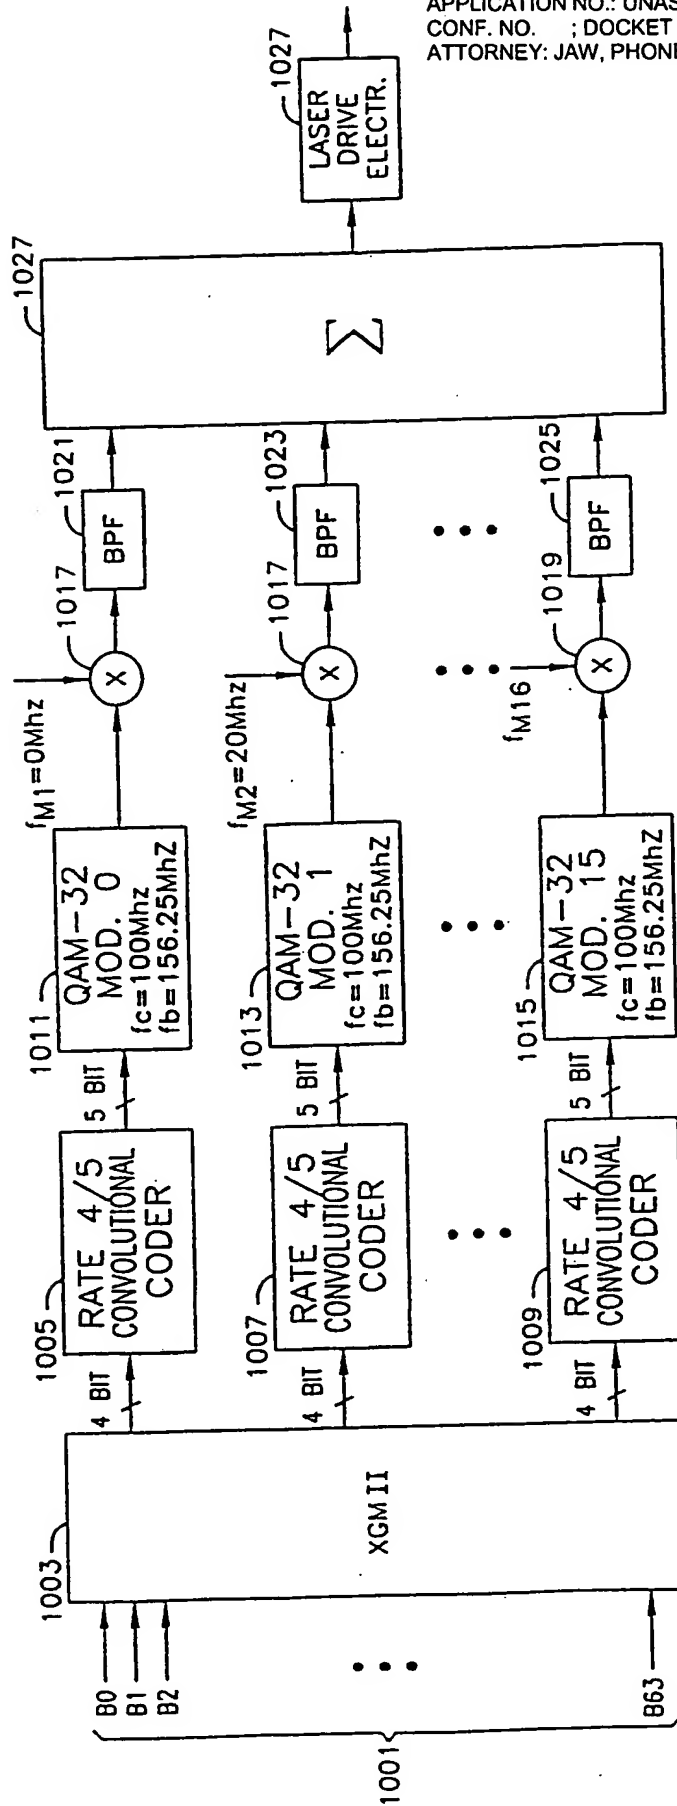 APPLICATION NO.: UNAS
CONF. NO. ; DOCKET
ATTORNEY: JAW, PHONE
1001
B0
B1
B2
B63
1003
XGM II
4 BIT
4 BIT
4 BIT
1005
RATE 4/5
CONVOLUTIONAL
CODER
1007
RATE 4/5
CONVOLUTIONAL
CODER
1009
RATE 4/5
CONVOLUTIONAL
CODER
5 BIT
5 BIT
5 BIT
1011
QAM-32
MOD. 0
fc=100Mhz
fb=156.25MhZ
1013
QAM-32
MOD. 1
fc=100Mhz
fb=156.25MhZ
1015
QAM-32
MOD. 15
fc=100Mhz
fb=156.25MhZ
fM1=0Mhz
1017
X
fM2=20Mhz
1017
X
fM16
1019
X
1021
BPF
1023
BPF
1025
BPF
1027
Σ
1027
LASER
DRIVE
ELECTR.